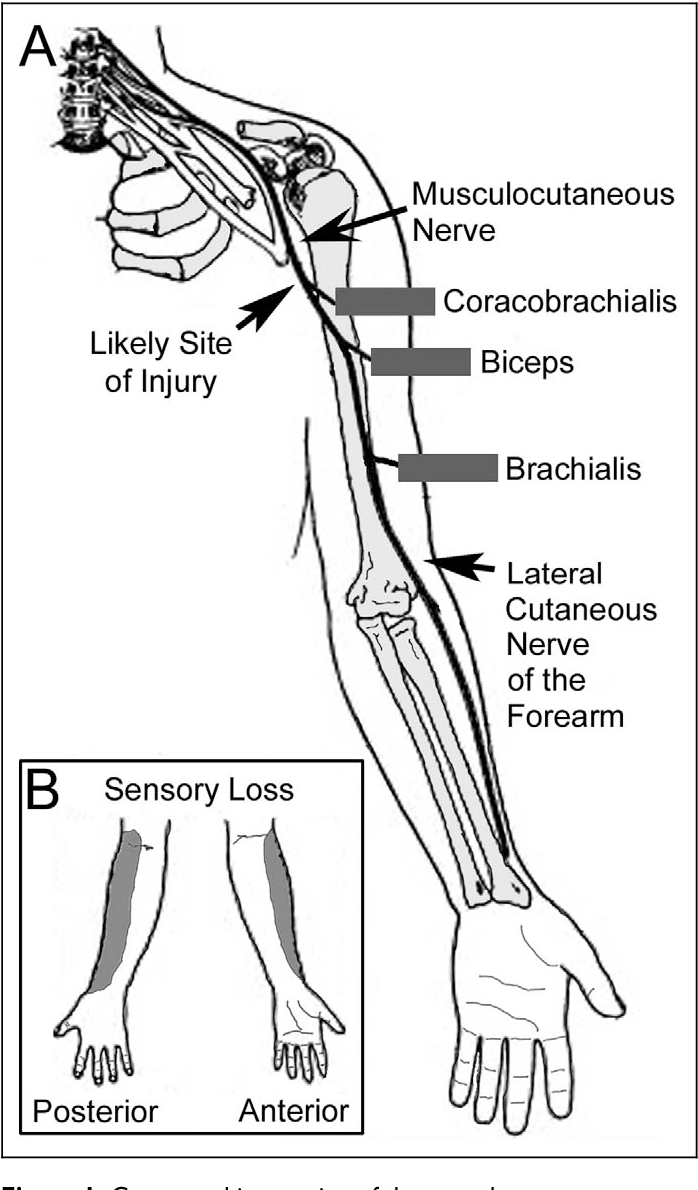 A
Musculocutaneous
Nerve
Coracobrachialis
Likely Site
of Injury
Biceps
Brachialis
Lateral
Cutaneous
Nerve
of the
Forearm
B
Sensory Loss
Posterior
Anterior